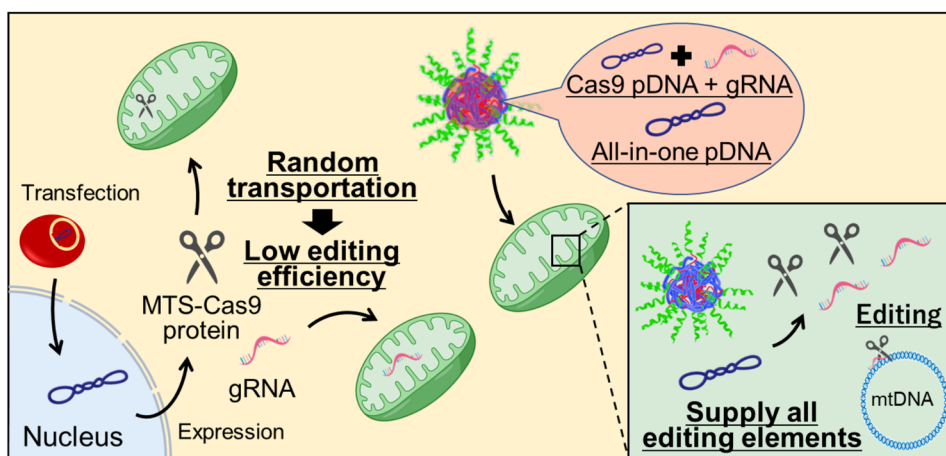 Transfection
Nucleus
Expression
MTS-Cas9
protein
gRNA
Random
transportation
Low editing
efficiency
Cas9 pDNA + gRNA
All-in-one pDNA
Editing
mtDNA
Supply all
editing elements